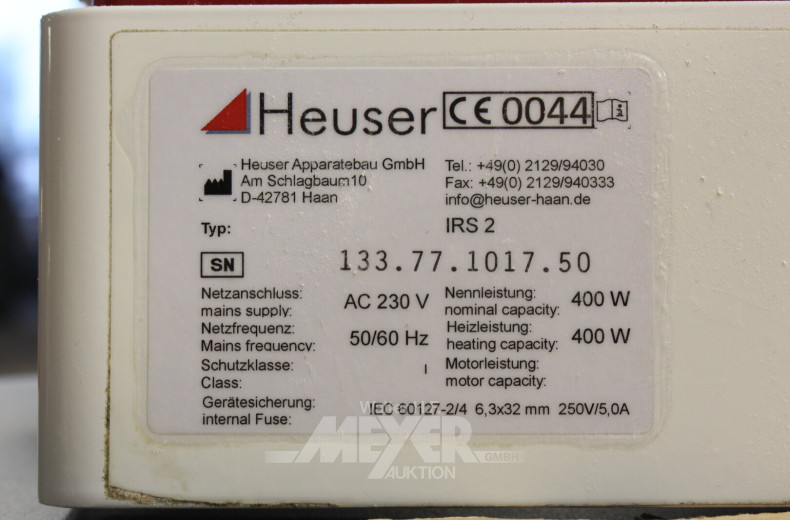 Heuser CE 0044
Heuser Apparatebau GmbH
Am Schlagbaum10
D-42781 Haan
Tel.: +49(0) 2129/94030
Fax: +49(0) 2129/940333
info@heuser-haan.de
Typ: IRS 2
SN 133.77.1017.50
Netzanschluss:
mains supply: AC 230 V
Nennleistung:
nominal capacity: 400 W
Netzfrequenz:
Mains frequency: 50/60 Hz
Heizleistung:
heating capacity: 400 W
Schutzklasse:
Class: I
Motorleistung:
motor capacity:
Gerätesicherung:
internal Fuse: IEC 60127-2/4 6,3x32 mm 250V/5,0A
MEYER
GMBH
AUKTION